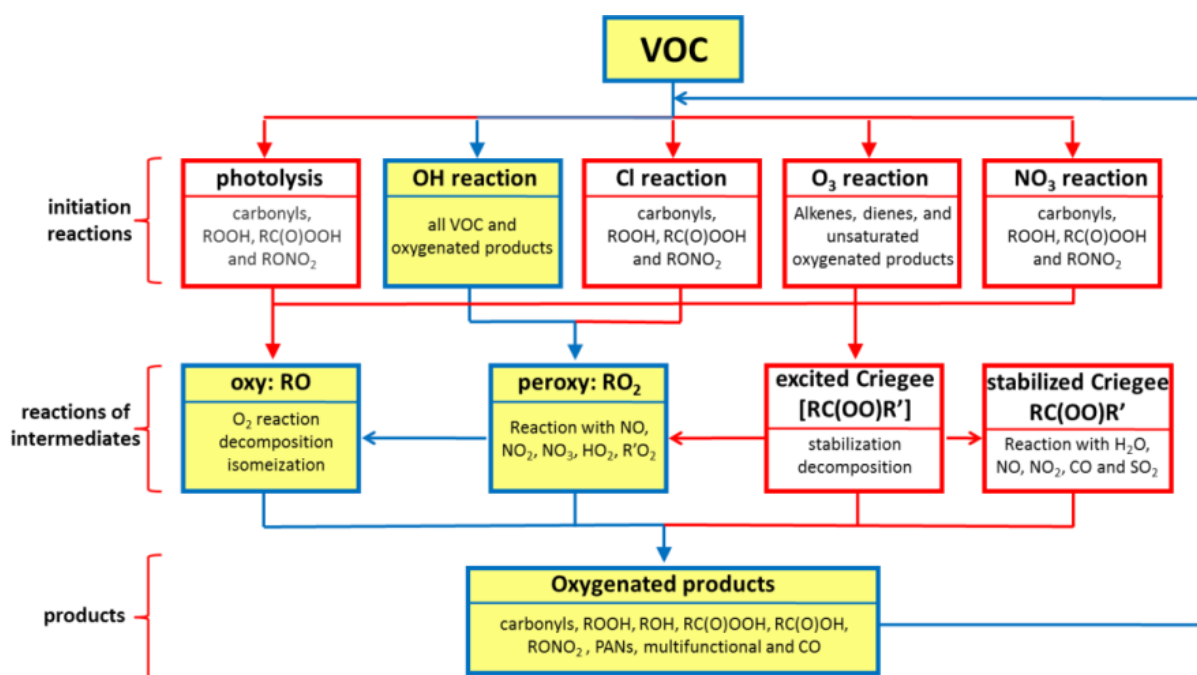 VOC
initiation
reactions
photolysis
carbonyls,
ROOH, RC(O)OOH
and RONO₂
OH reaction
all VOC and
oxygenated products
Cl reaction
carbonyls,
ROOH, RC(O)OOH
and RONO₂
O₃ reaction
Alkenes, dienes, and
unsaturated
oxygenated products
NO₃ reaction
carbonyls,
ROOH, RC(O)OOH
and RONO₂
reactions of
intermediates
oxy: RO
O₂ reaction
decomposition
isomeization
peroxy: RO₂
Reaction with NO,
NO₂, NO₃, HO₂, R'O₂
excited Criegee
[RC(OO)R']
stabilization
decomposition
stabilized Criegee
RC(OO)R'
Reaction with H₂O,
NO, NO₂, CO and SO₂
products
Oxygenated products
carbonyls, ROOH, ROH, RC(O)OOH, RC(O)OH,
RONO₂ , PANs, multifunctional and CO